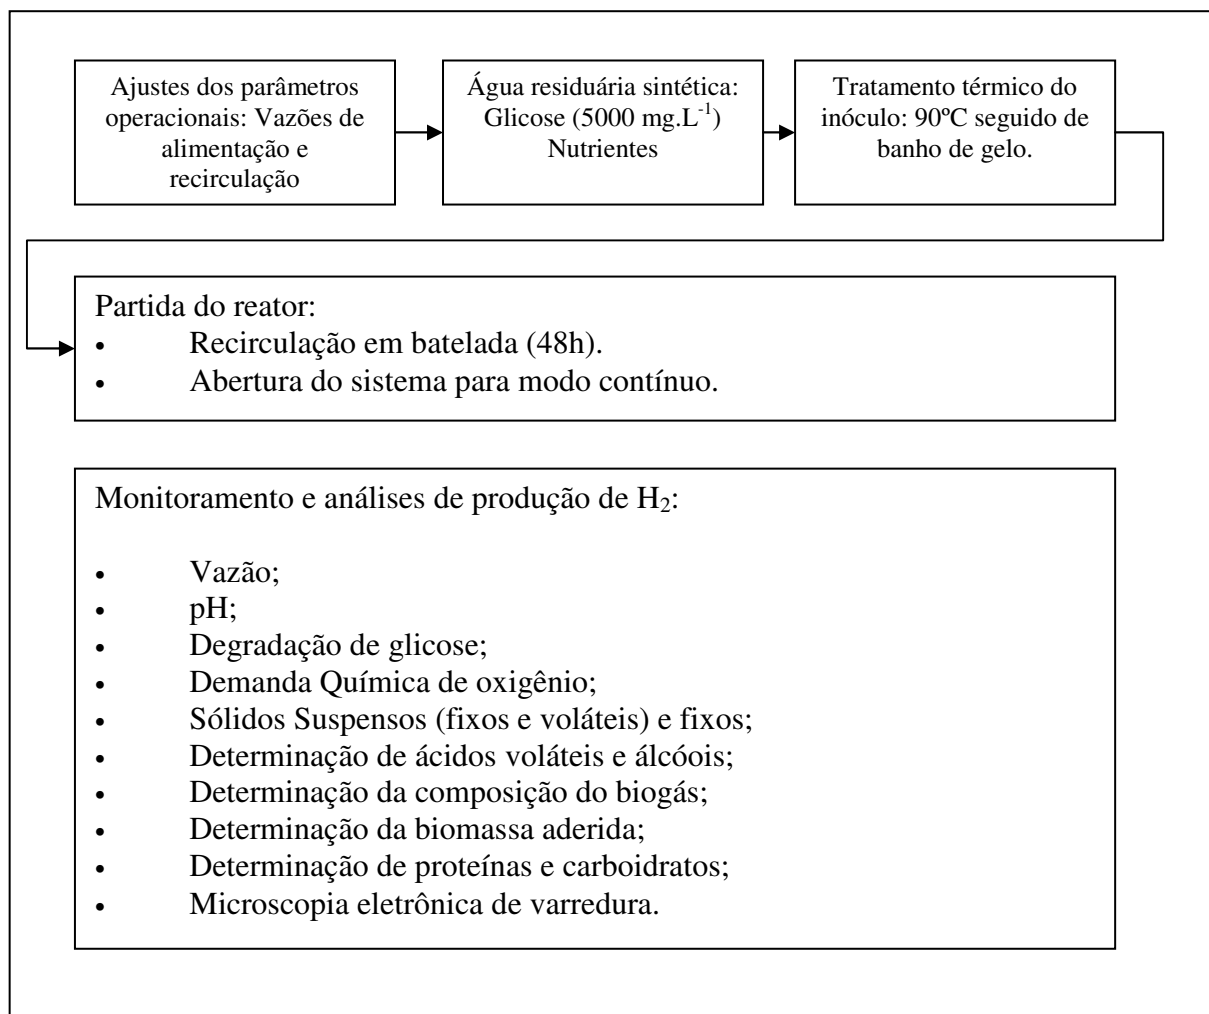 Ajustes dos parâmetros
operacionais: Vazões de
alimentação e
recirculação
Água residuária sintética:
Glicose (5000 mg.L⁻¹)
Nutrientes
Tratamento térmico do
inóculo: 90ºC seguido de
banho de gelo.
Partida do reator:
• Recirculação em batelada (48h).
• Abertura do sistema para modo contínuo.
Monitoramento e análises de produção de H₂:
• Vazão;
• pH;
• Degradação de glicose;
• Demanda Química de oxigênio;
• Sólidos Suspensos (fixos e voláteis) e fixos;
• Determinação de ácidos voláteis e álcóois;
• Determinação da composição do biogás;
• Determinação da biomassa aderida;
• Determinação de proteínas e carboidratos;
• Microscopia eletrônica de varredura.